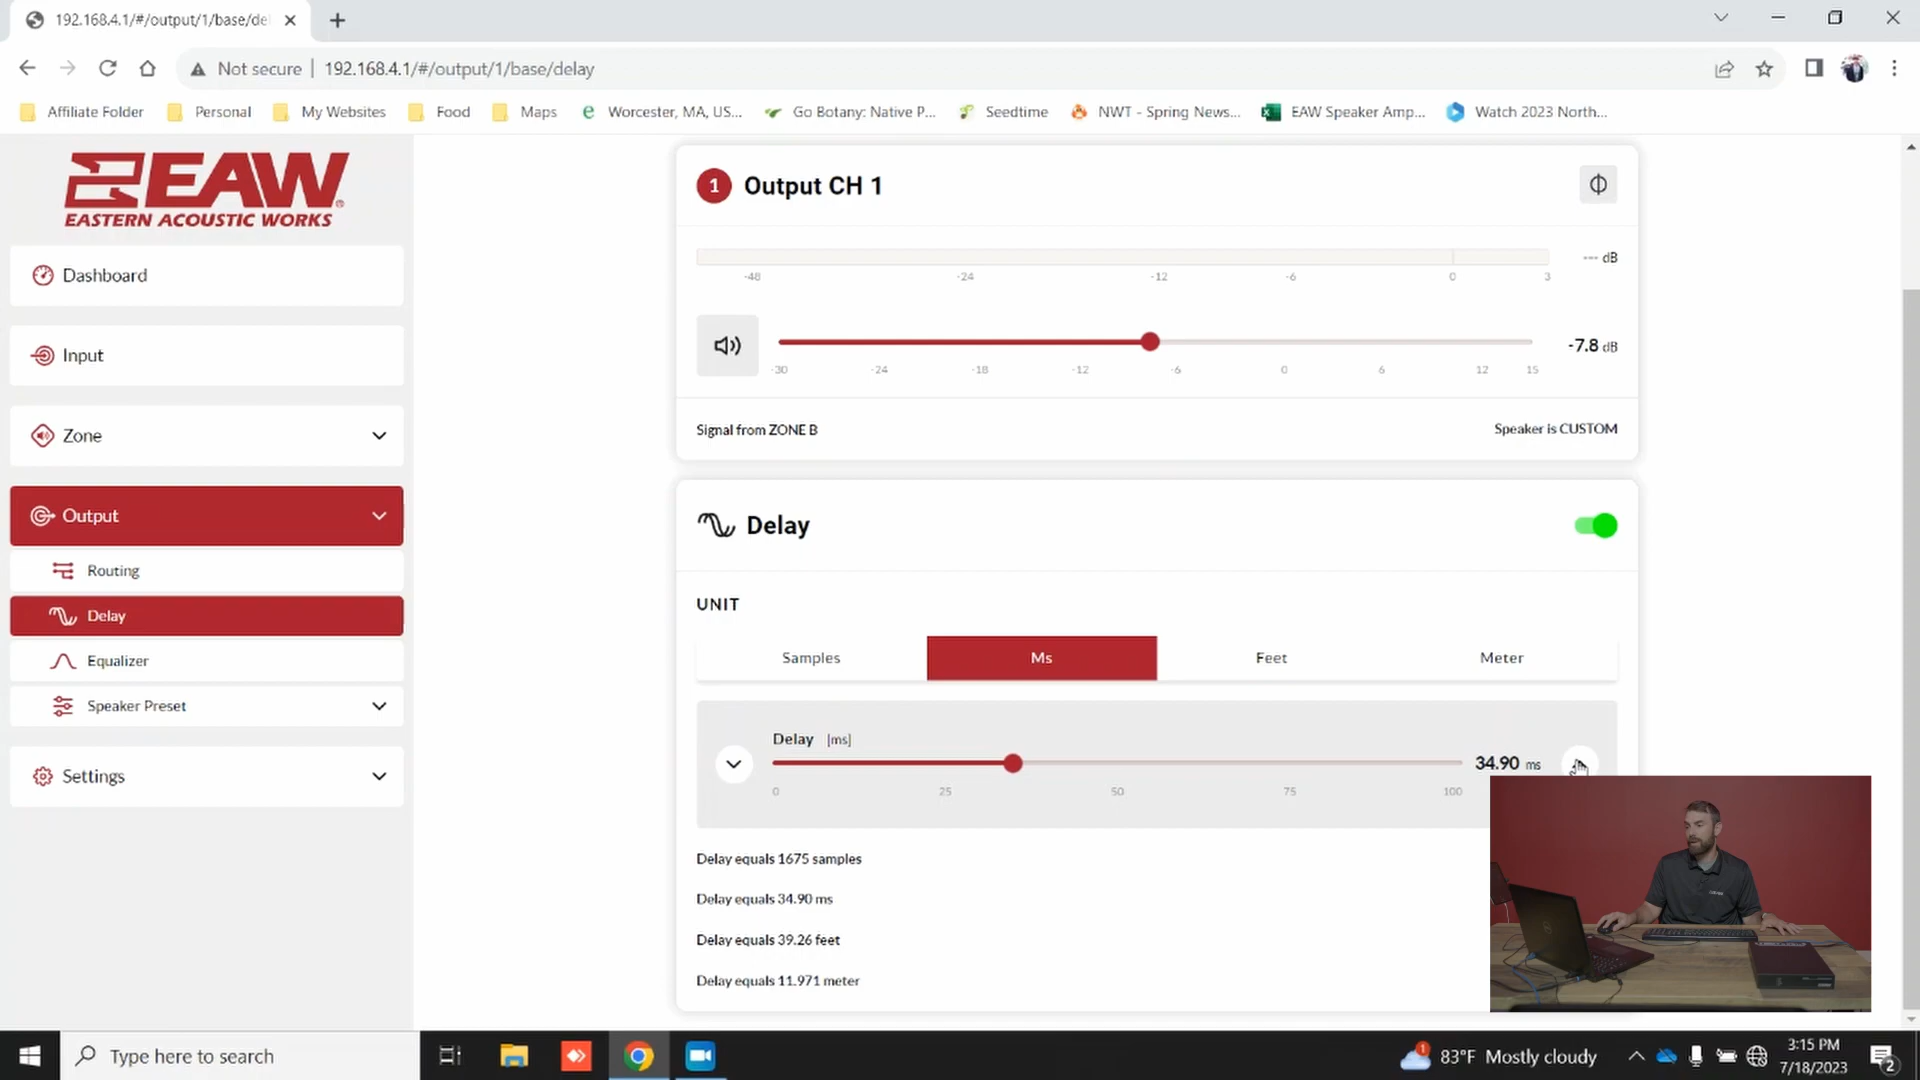 192.168.4.1/#/output/1/base/de
Not secure | 192.168.4.1/#/output/1/base/delay
Affiliate Folder Personal My Websites Food Maps Worcester, MA, US... Go Botany: Native P... Seedtime NWT - Spring News... EAW Speaker Amp... Watch 2023 North...
EAW
EASTERN ACOUSTIC WORKS
Dashboard
Input
Zone
Output
Routing
Delay
Equalizer
Speaker Preset
Settings
1 Output CH 1
--- dB
-48 -24 -12 -6 0 3
-7.8 dB
-30 -24 -18 -12 -6 0 6 12 15
Signal from ZONE B Speaker is CUSTOM
Delay
UNIT
Samples Ms Feet Meter
Delay [ms]
34.90 ms
0 25 50 75 100
Delay equals 1675 samples
Delay equals 34.90 ms
Delay equals 39.26 feet
Delay equals 11.971 meter
Type here to search
1 83°F Mostly cloudy
3:15 PM
7/18/2023
2